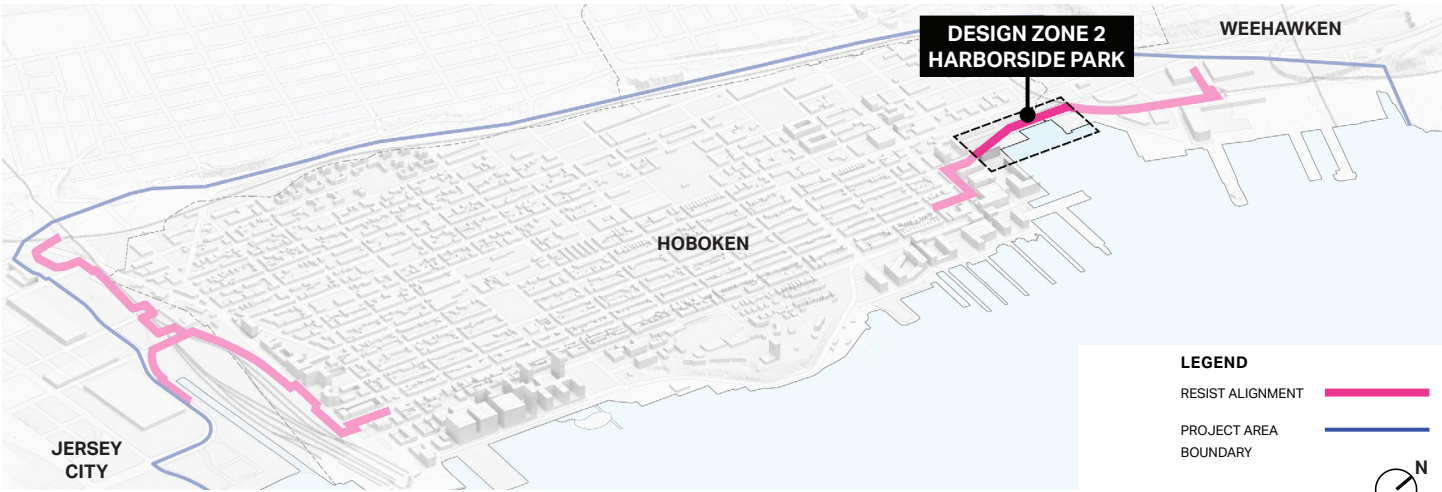 DESIGN ZONE 2
HARBORSIDE PARK
WEEHAWKEN
HOBOKEN
JERSEY
CITY
LEGEND
RESIST ALIGNMENT
PROJECT AREA
BOUNDARY
N